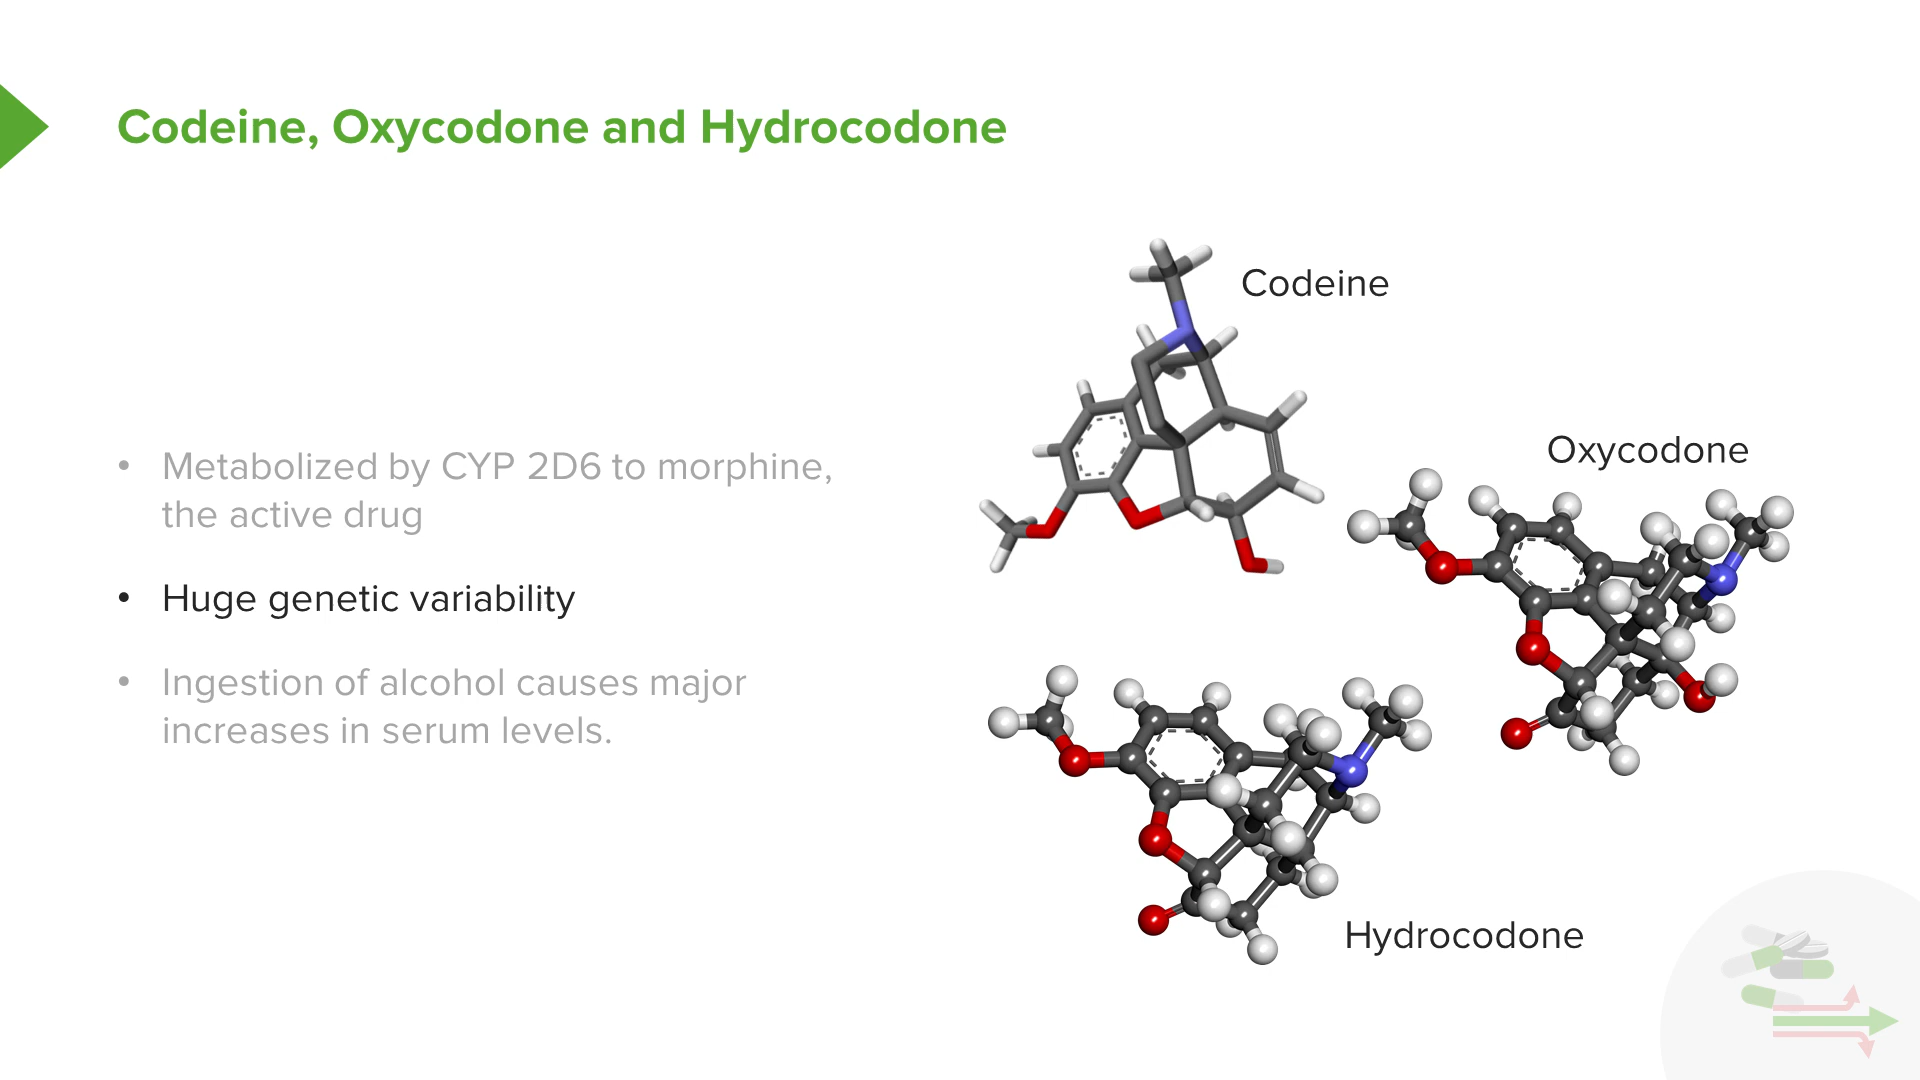 Codeine, Oxycodone and Hydrocodone
Codeine
Oxycodone
• Metabolized by CYP 2D6 to morphine,
the active drug
• Huge genetic variability
• Ingestion of alcohol causes major
increases in serum levels.
Hydrocodone